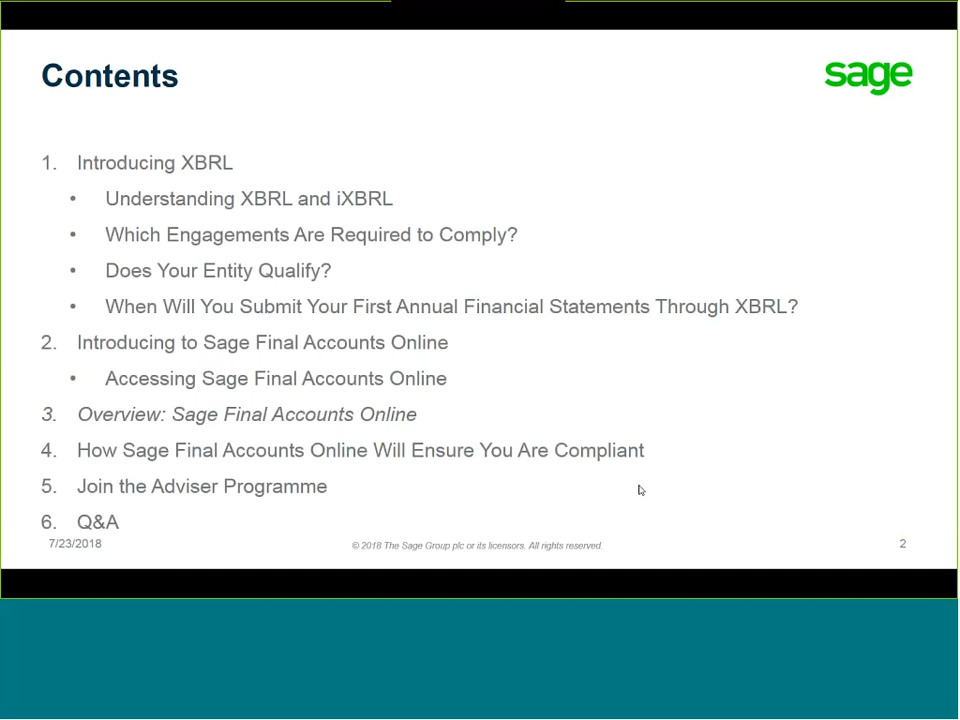 Contents
sage
1. Introducing XBRL
• Understanding XBRL and iXBRL
• Which Engagements Are Required to Comply?
• Does Your Entity Qualify?
• When Will You Submit Your First Annual Financial Statements Through XBRL?
2. Introducing to Sage Final Accounts Online
• Accessing Sage Final Accounts Online
3. Overview: Sage Final Accounts Online
4. How Sage Final Accounts Online Will Ensure You Are Compliant
5. Join the Adviser Programme
6. Q&A
7/23/2018
© 2018 The Sage Group plc or its licensors. All rights reserved.
2